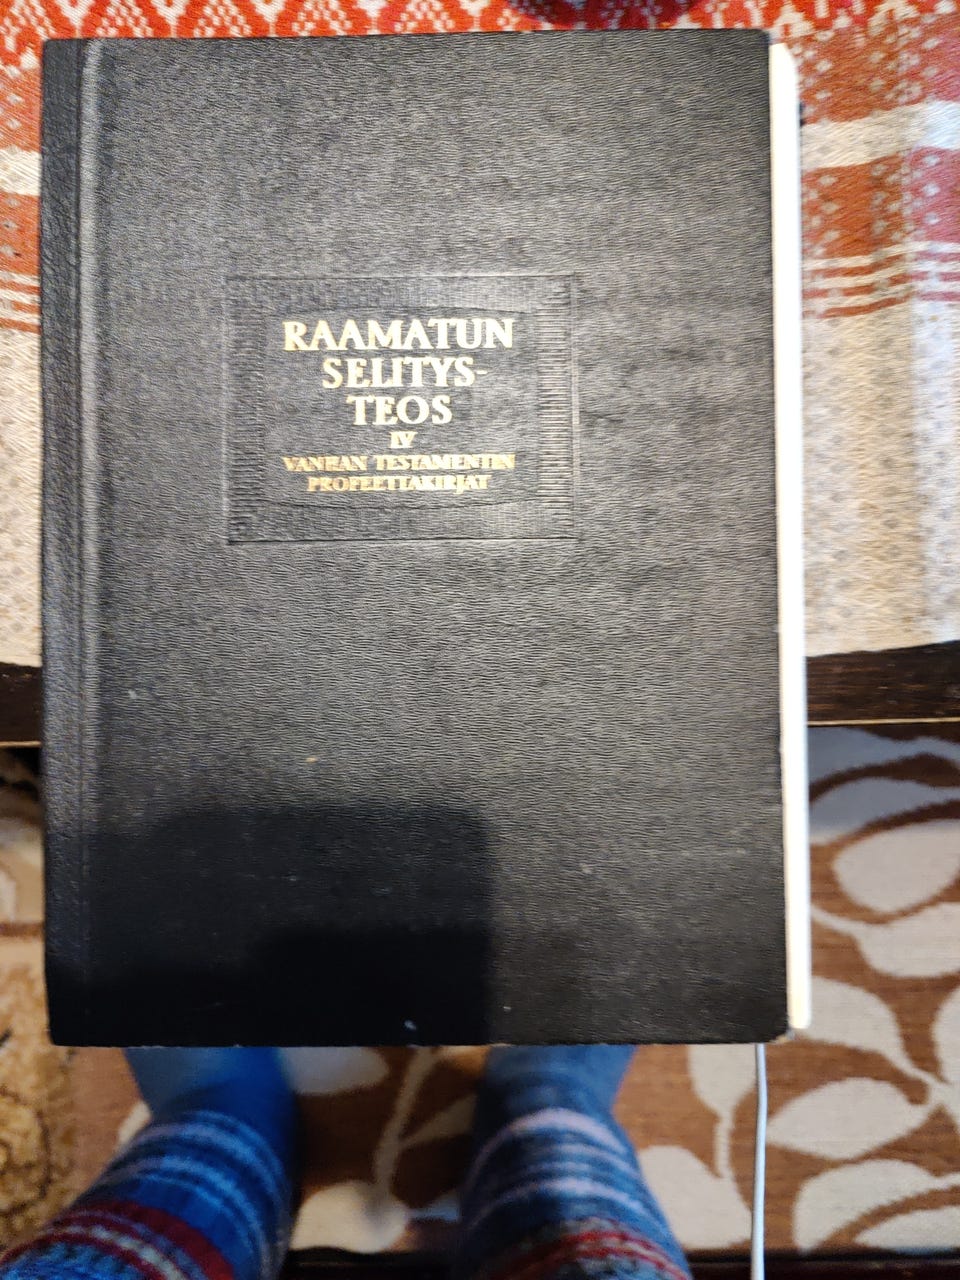 RAAMATUN
SELITYS-
TEOS
IV
VANHAN TESTAMENTIN
PROFEETTAKIRJAT